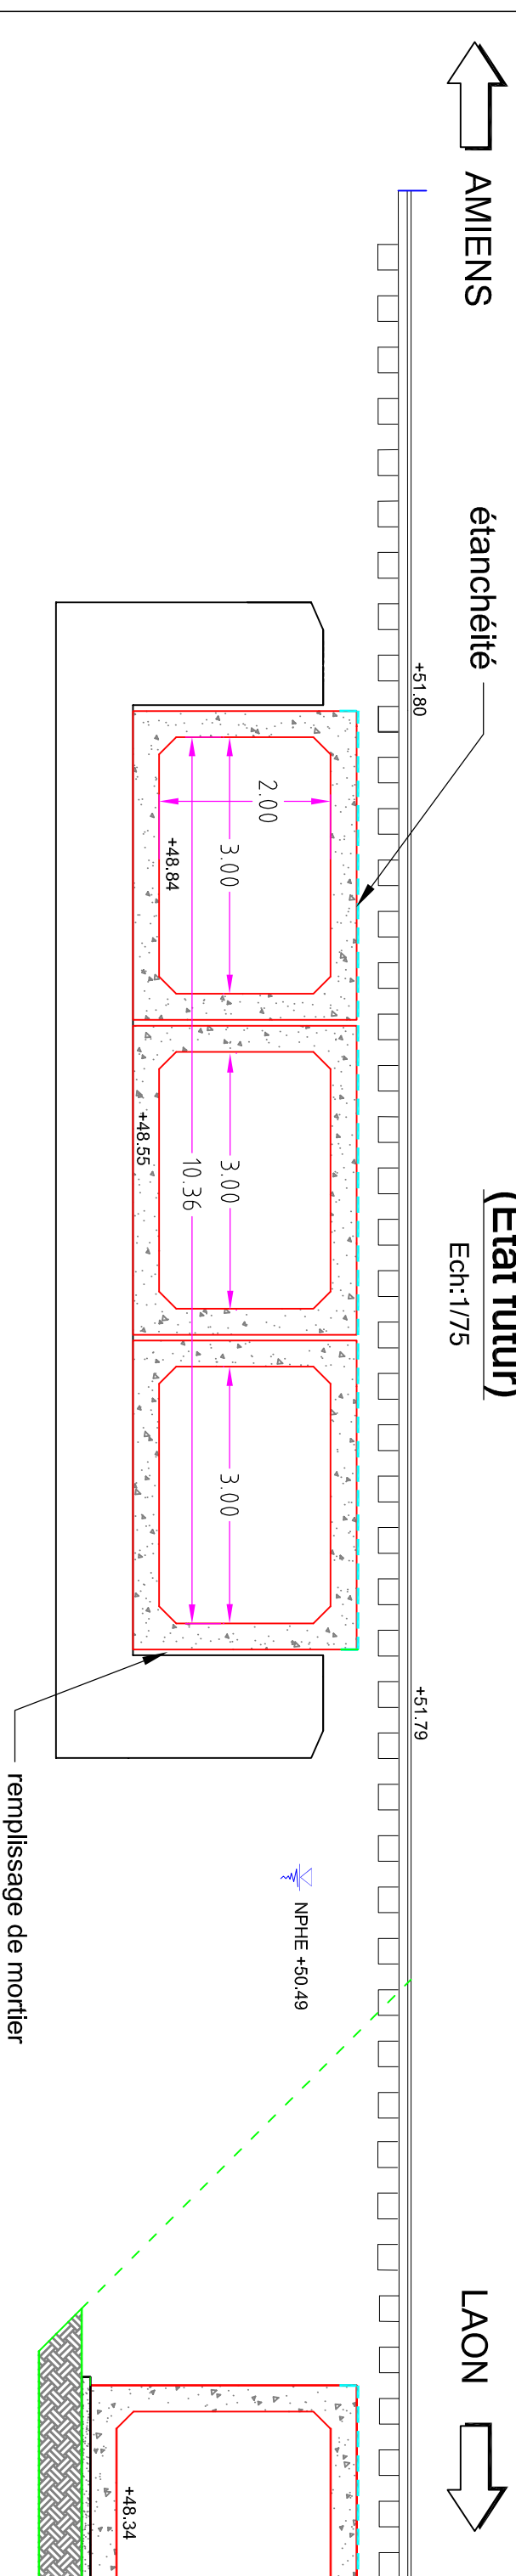 (Etat futur)
Ech:1/75
AMIENS
LAON
étanchéité
+51.80
+51.79
2.00
3.00
+48.84
3.00
+48.55
10.36
3.00
NPHE +50.49
remplissage de mortier
+48.34